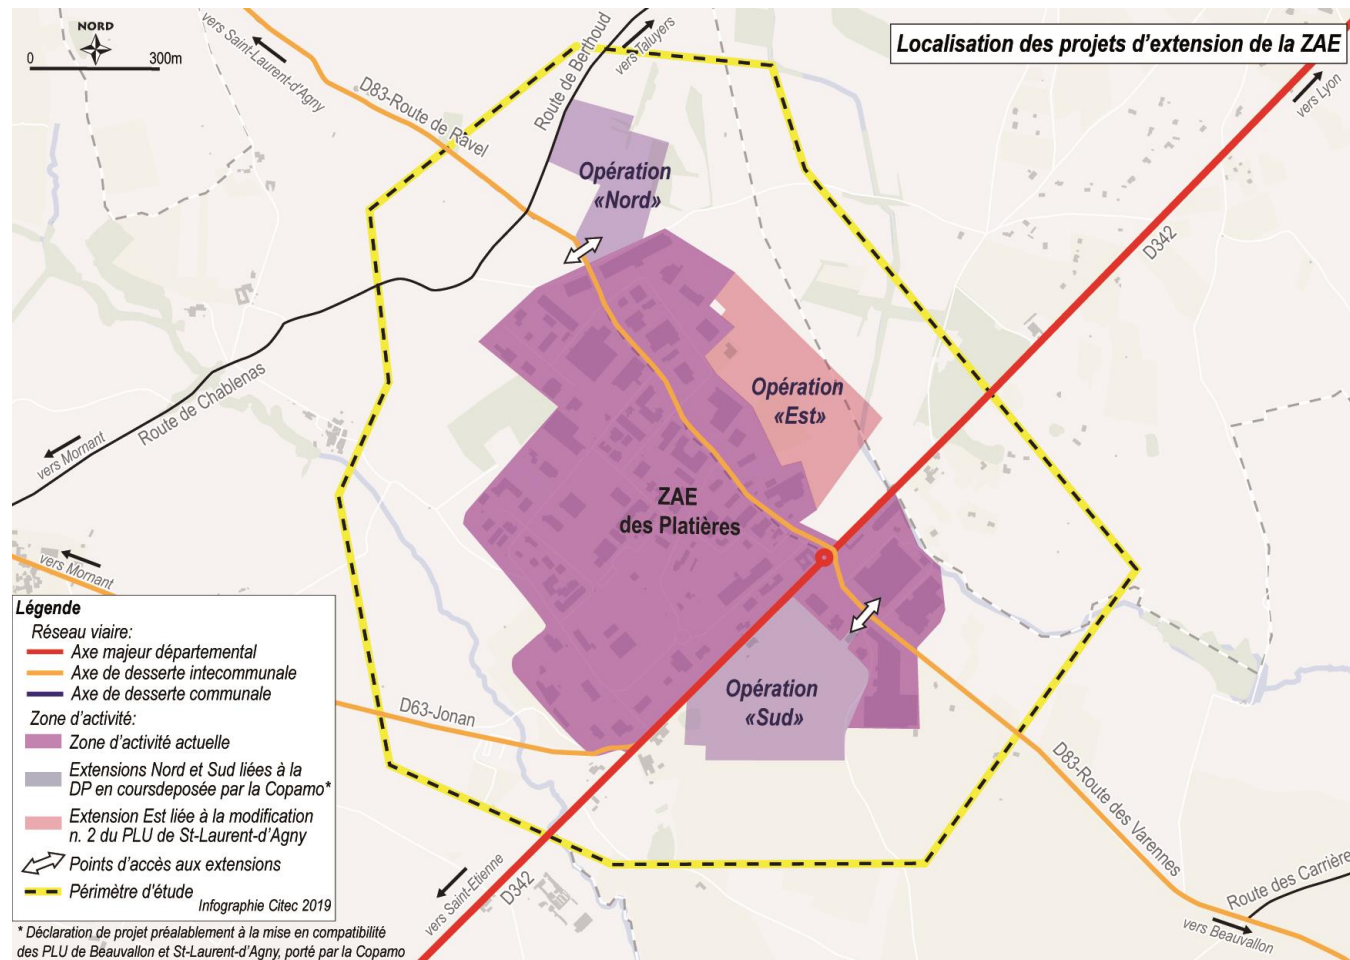 NORD
0 300m
Localisation des projets d'extension de la ZAE
vers Saint-Laurent-d'Agny
D83-Route de Ravel
Route de Berthoud
vers Taluyers
vers Lyon
D342
Opération
«Nord»
Opération
«Est»
ZAE
des Platières
Route de Chablenas
vers Mornant
vers Mornant
Opération
«Sud»
D63-Jonan
D83-Route des Varennes
Route des Carrière
vers Beauvallon
vers Saint-Etienne
D342
Légende
Réseau viaire:
Axe majeur départemental
Axe de desserte intecommunale
Axe de desserte communale
Zone d'activité:
Zone d'activité actuelle
Extensions Nord et Sud liées à la
DP en coursdeposée par la Copamo*
Extension Est liée à la modification
n. 2 du PLU de St-Laurent-d'Agny
Points d'accès aux extensions
Périmètre d'étude
Infographie Citec 2019
* Déclaration de projet préalablement à la mise en compatibilité
des PLU de Beauvallon et St-Laurent-d'Agny, porté par la Copamo